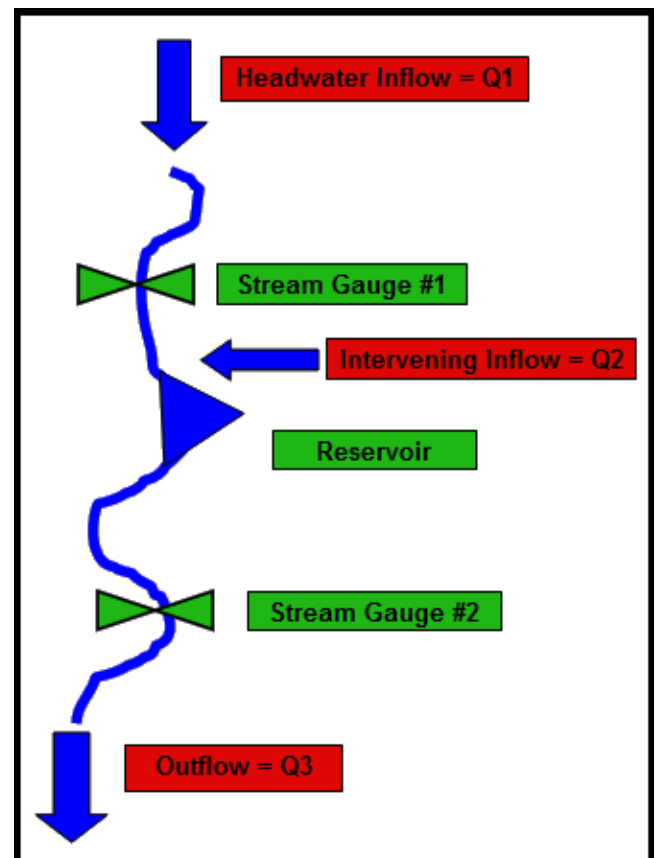 Headwater Inflow = Q1
Stream Gauge #1
Intervening Inflow = Q2
Reservoir
Stream Gauge #2
Outflow = Q3